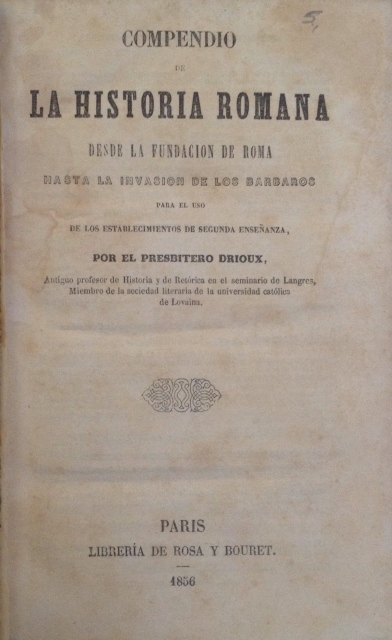 5,
COMPENDIO
DE
LA HISTORIA ROMANA
DESDE LA FUNDACION DE ROMA
HASTA LA INVASION DE LOS BARBAROS
PARA EL USO
DE LOS ESTABLECIMIENTOS DE SEGUNDA ENSEÑANZA,
POR EL PRESBITERO DRIOUX,
Antiguo profesor de Historia y de Retórica en el seminario de Langres,
Miembro de la sociedad literaria de la universidad católica
de Lovaina.
PARIS
LIBRERÍA DE ROSA Y BOURET.
1856